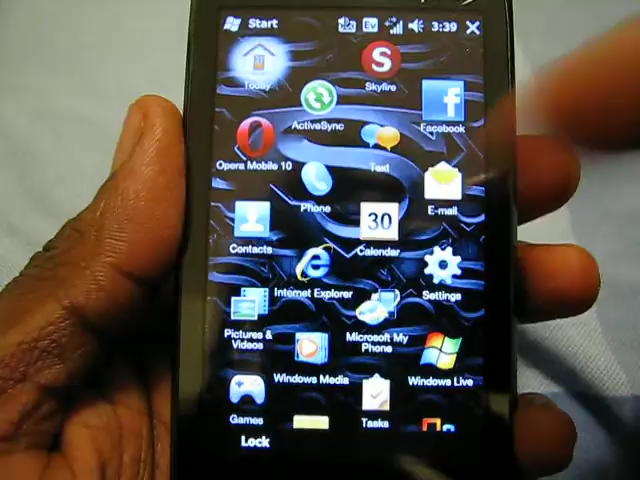 Start
Ev
3:39
Today
S
Skyfire
ActiveSync
Facebook
Opera Mobile 10
Text
Phone
E-mail
30
Contacts
Calendar
Internet Explorer
Settings
Pictures &
Videos
Microsoft My
Phone
Windows Media
Windows Live
Games
Tasks
Lock